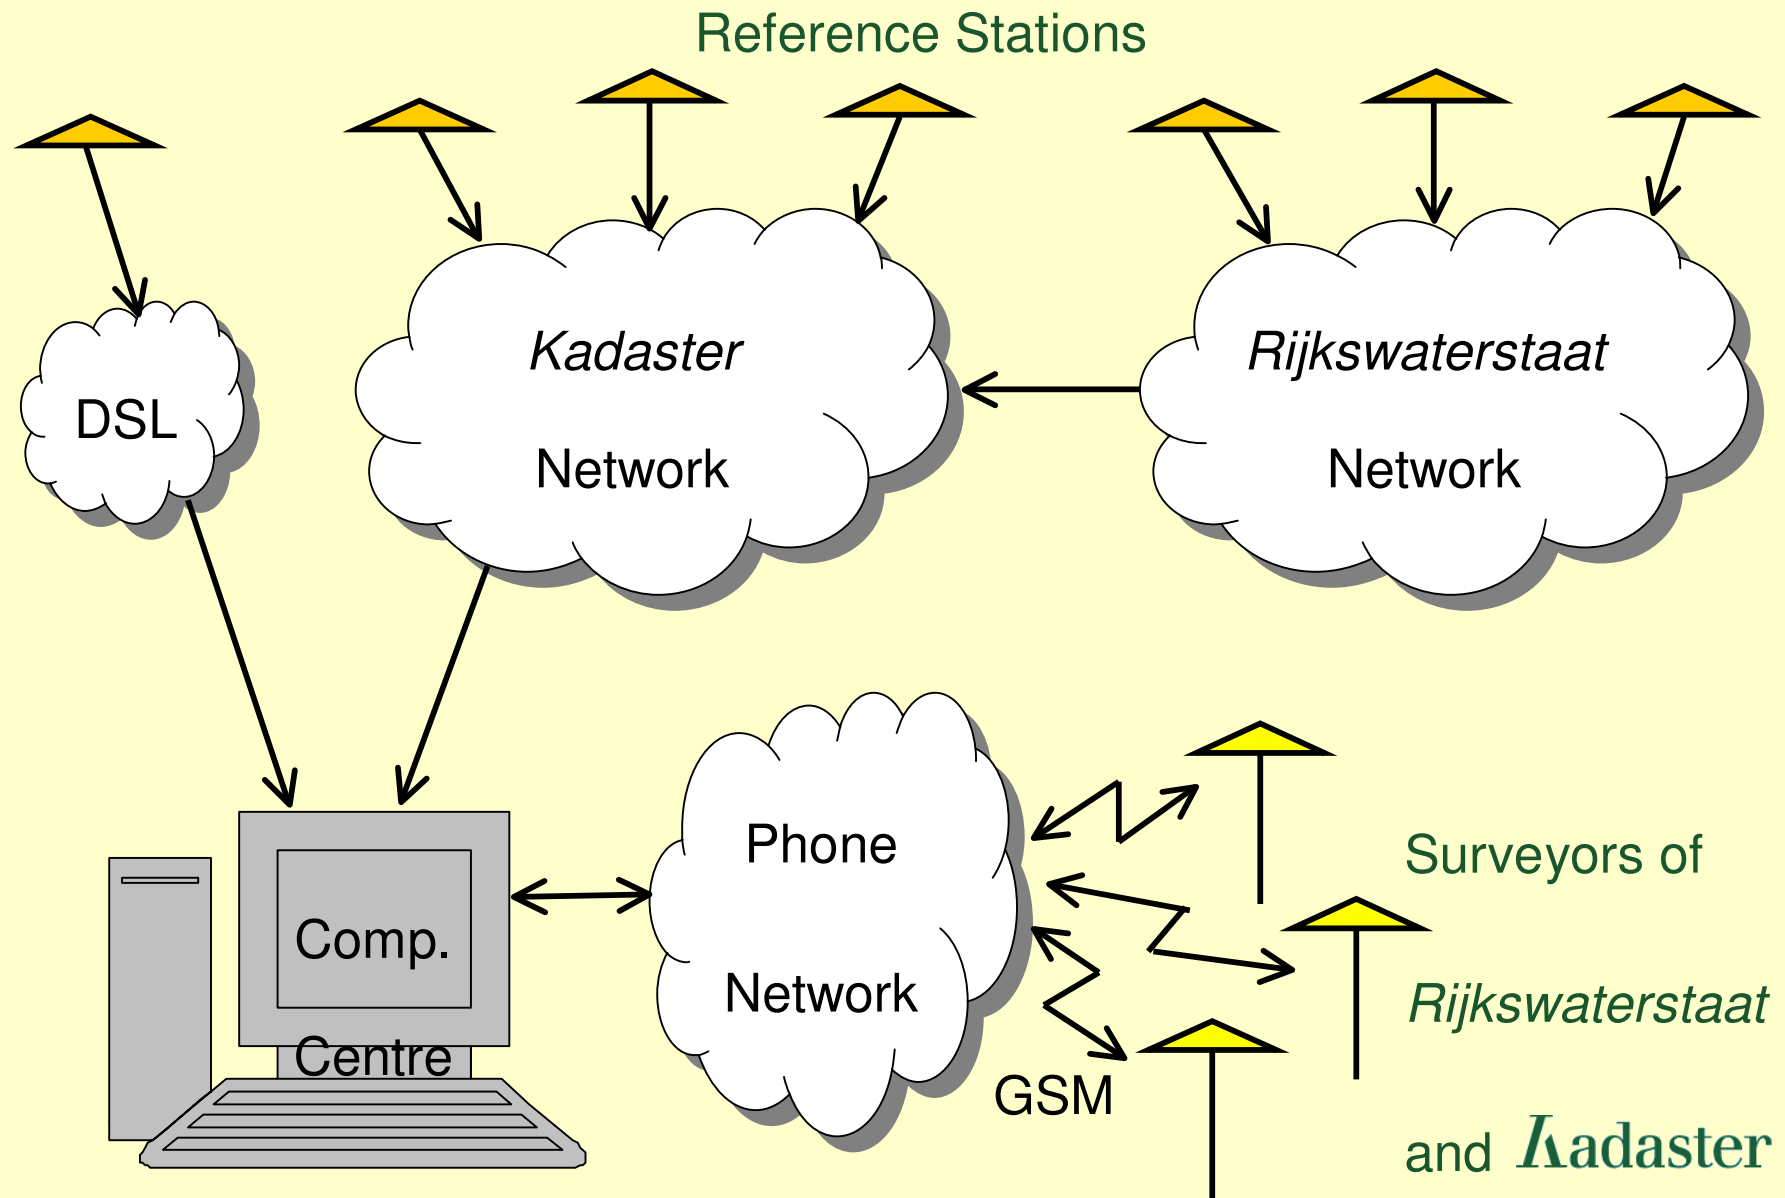 Reference Stations
DSL
Kadaster
Network
Rijkswaterstaat
Network
Comp.
Centre
Phone
Network
GSM
Surveyors of
Rijkswaterstaat
and Kadaster